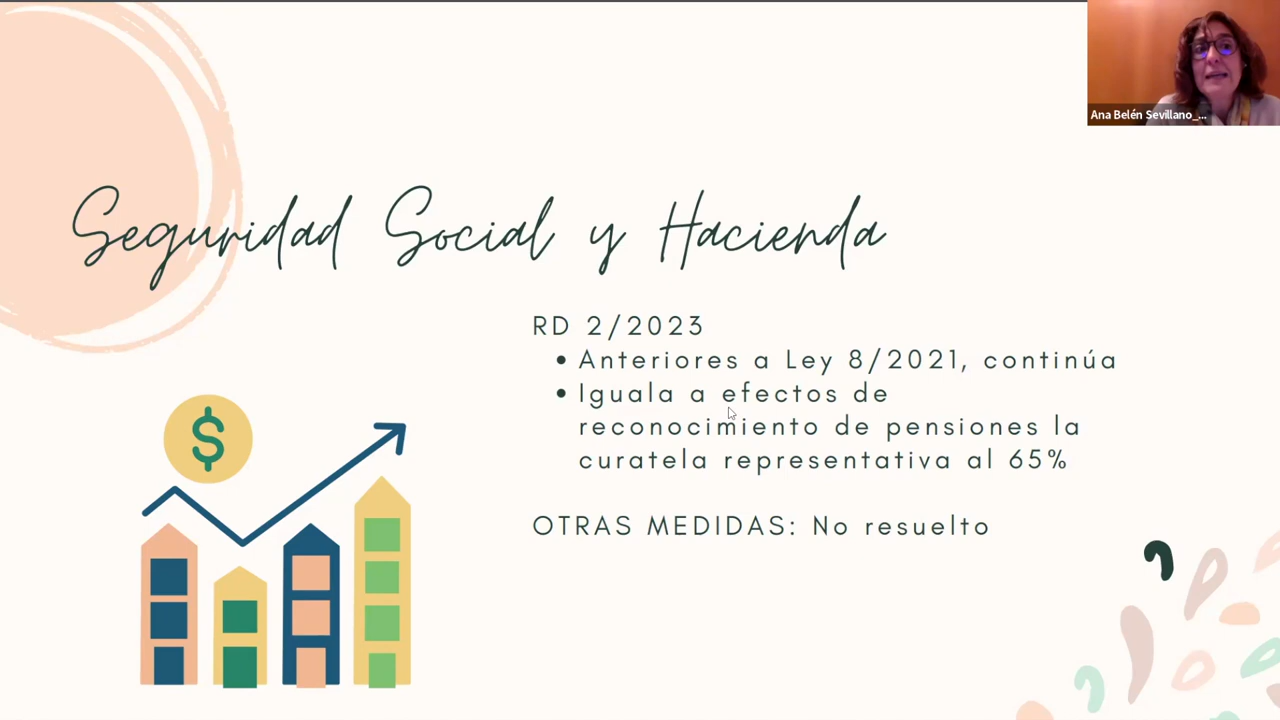 Ana Belén Sevillano_...
Seguridad Social y Hacienda
RD 2/2023
• Anteriores a Ley 8/2021, continúa
• Iguala a efectos de
reconocimiento de pensiones la
curatela representativa al 65%
OTRAS MEDIDAS: No resuelto
$